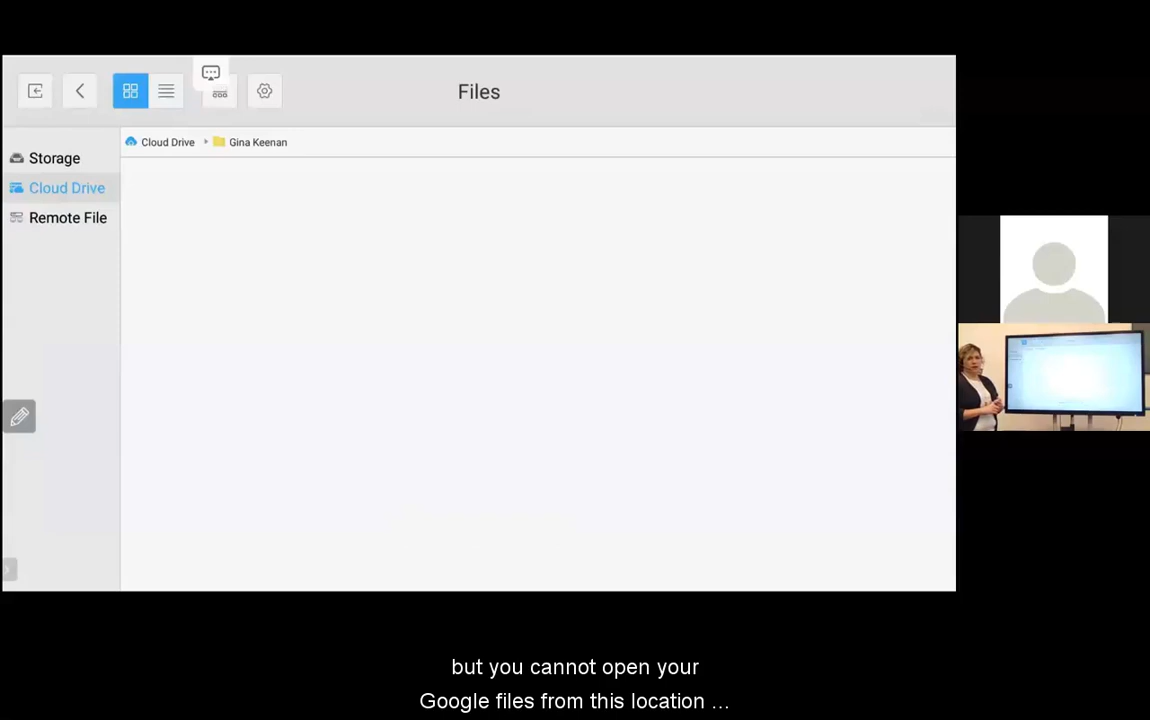 Files
Cloud Drive Gina Keenan
Storage
Cloud Drive
Remote File
but you cannot open your
Google files from this location ...